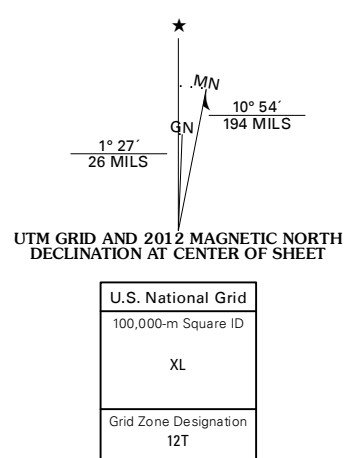 ★
MN
GN
10° 54´
194 MILS
1° 27´
26 MILS
UTM GRID AND 2012 MAGNETIC NORTH
DECLINATION AT CENTER OF SHEET
U.S. National Grid
100,000-m Square ID
XL
Grid Zone Designation
12T